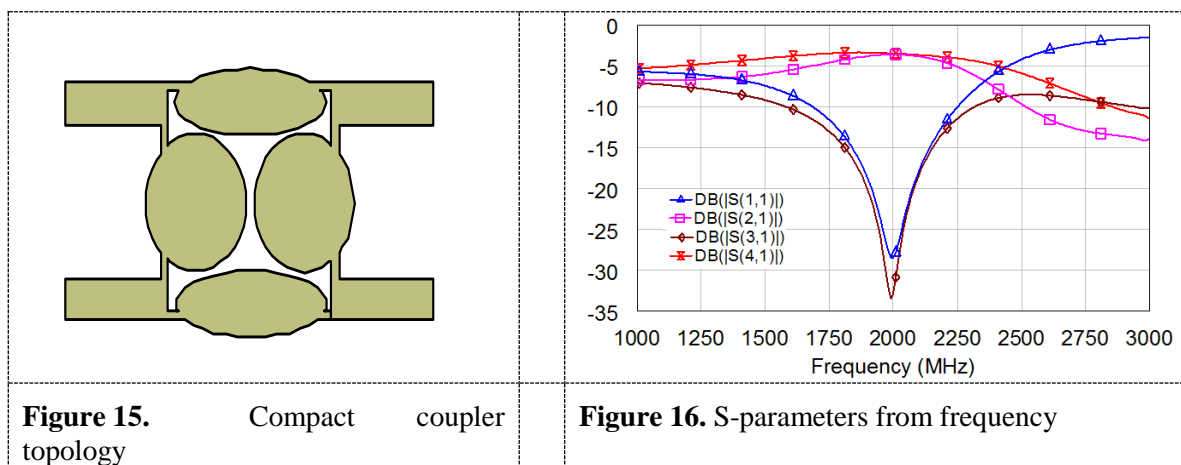 0
-5
-10
-15
-20
-25
-30
-35
DB(|S(1,1)|)
DB(|S(2,1)|)
DB(|S(3,1)|)
DB(|S(4,1)|)
1000 1250 1500 1750 2000 2250 2500 2750 3000
Frequency (MHz)
Figure 15. Compact coupler
topology
Figure 16. S-parameters from frequency